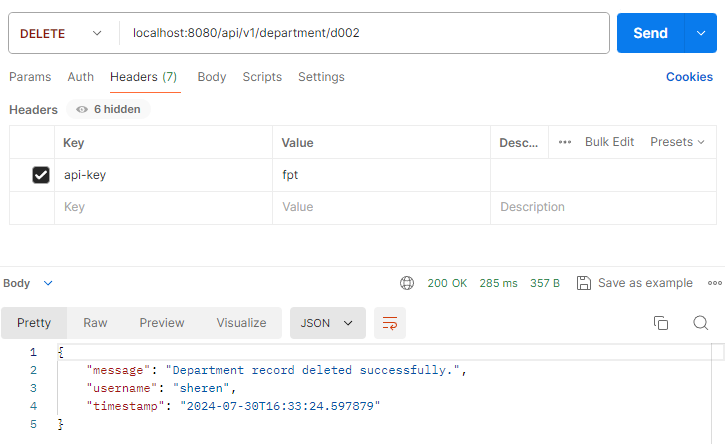 DELETE localhost:8080/api/v1/department/d002 Send
Params Auth Headers (7) Body Scripts Settings Cookies
Headers 6 hidden
Key Value Desc... ••• Bulk Edit Presets
api-key fpt
Key Value Description
Body 200 OK 285 ms 357 B Save as example •••
Pretty Raw Preview Visualize JSON
1 {
2 "message": "Department record deleted successfully.",
3 "username": "sheren",
4 "timestamp": "2024-07-30T16:33:24.597879"
5 }